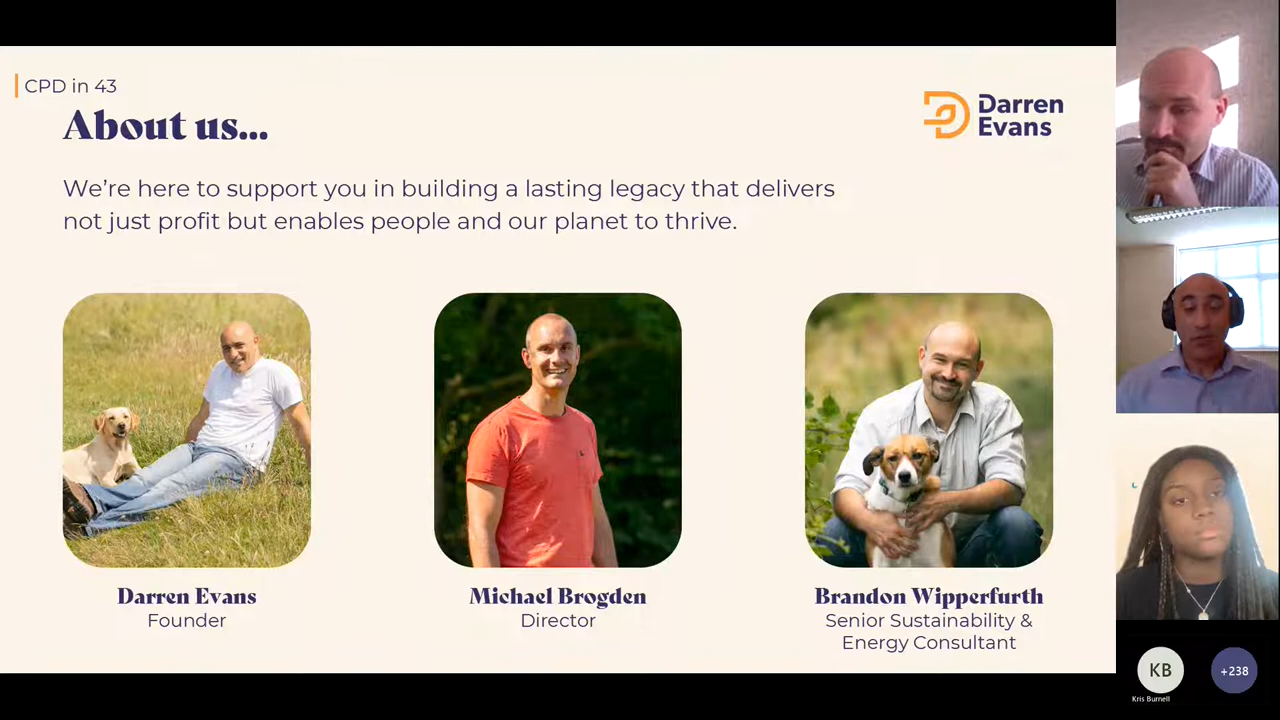 CPD in 43
About us...
Darren
Evans
We're here to support you in building a lasting legacy that delivers
not just profit but enables people and our planet to thrive.
Darren Evans
Founder
Michael Brogden
Director
Brandon Wipperfurth
Senior Sustainability &
Energy Consultant
KB
+238
Kris Burnell